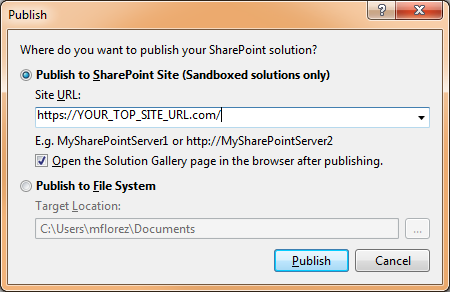 Publish
Where do you want to publish your SharePoint solution?
Publish to SharePoint Site (Sandboxed solutions only)
Site URL:
https://YOUR_TOP_SITE_URL.com/
E.g. MySharePointServer1 or http://MySharePointServer2
Open the Solution Gallery page in the browser after publishing.
Publish to File System
Target Location:
C:\Users\mflorez\Documents
...
Publish Cancel